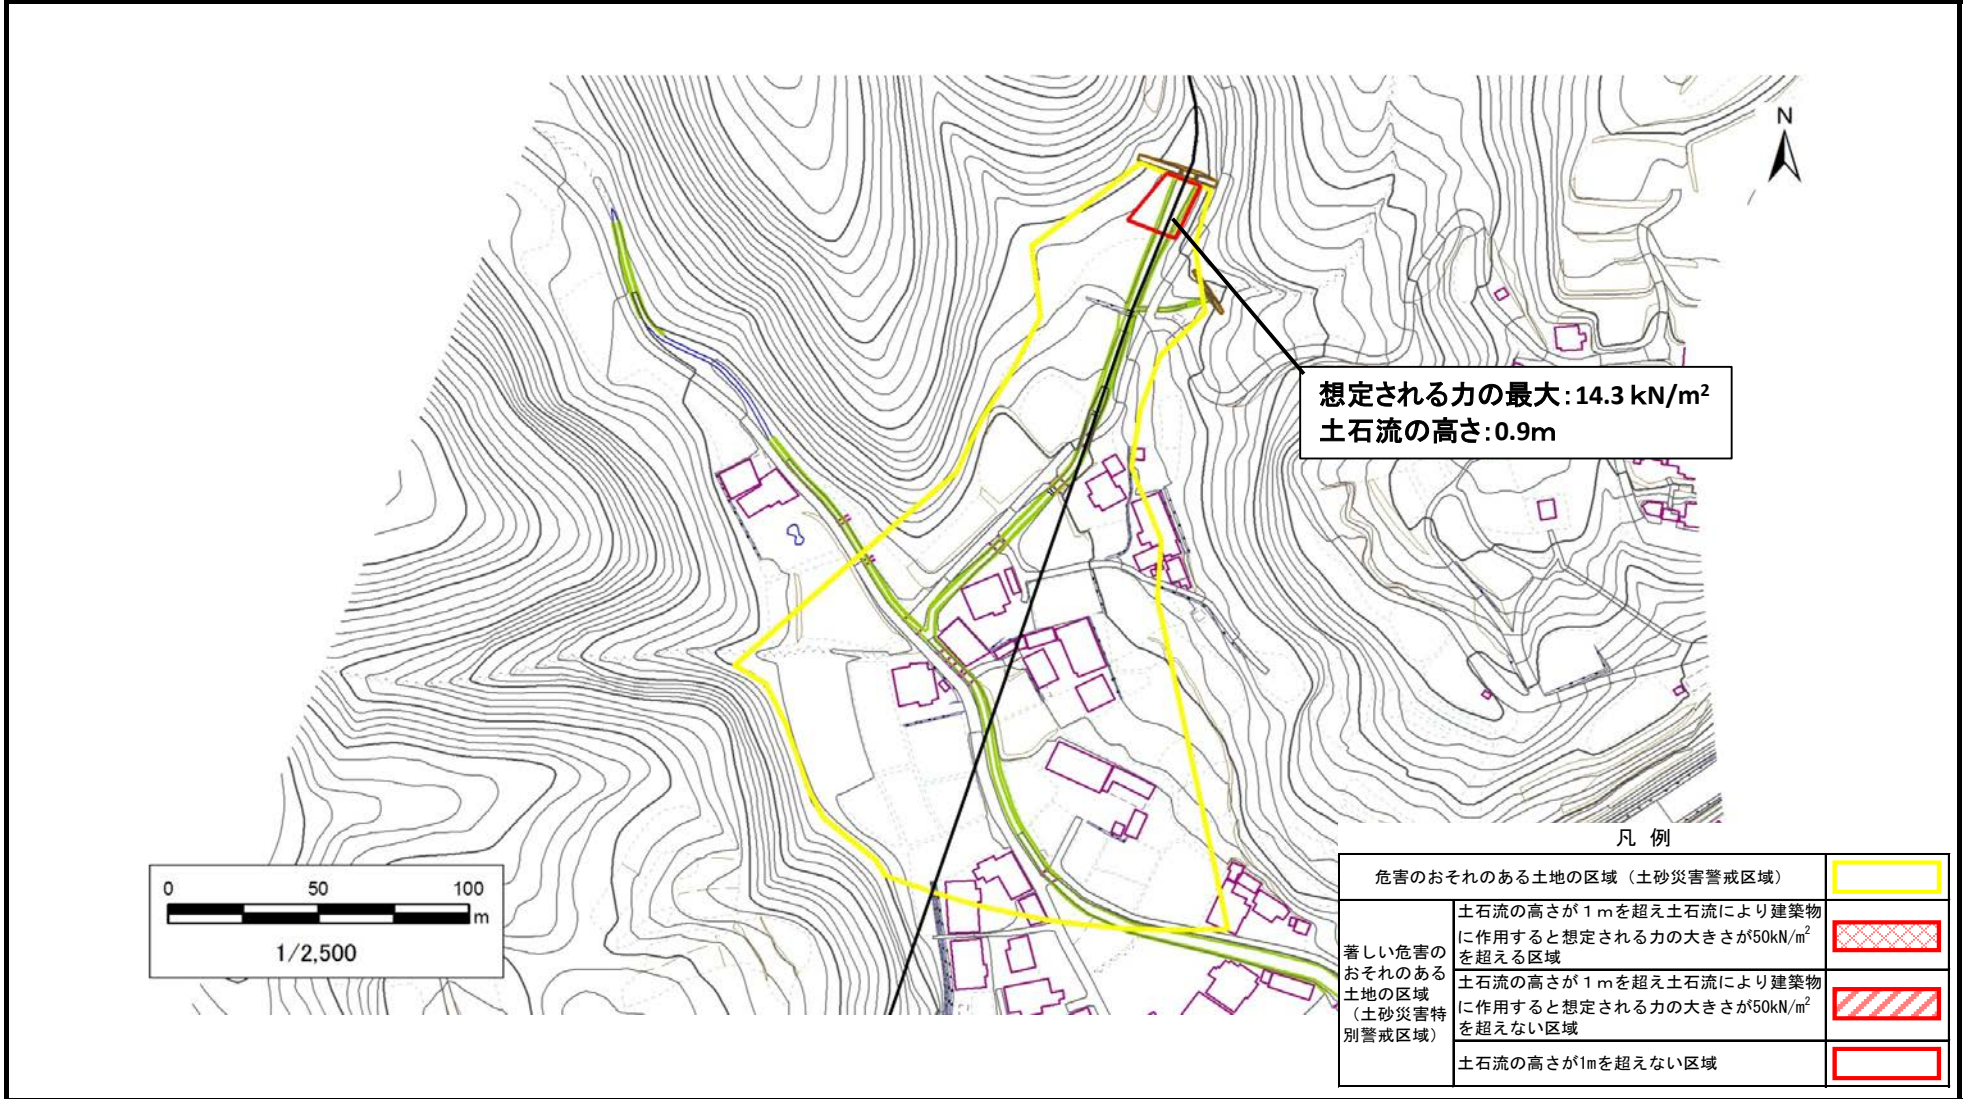 N
想定される力の最大:14.3 kN/m²
土石流の高さ:0.9m
0 50 100
m
1/2,500
凡 例
危害のおそれのある土地の区域（土砂災害警戒区域）
著しい危害の
おそれのある
土地の区域
（土砂災害特
別警戒区域）
土石流の高さが１ｍを超え土石流により建築物
に作用すると想定される力の大きさが50kN/m²
を超える区域
土石流の高さが１ｍを超え土石流により建築物
に作用すると想定される力の大きさが50kN/m²
を超えない区域
土石流の高さが1mを超えない区域